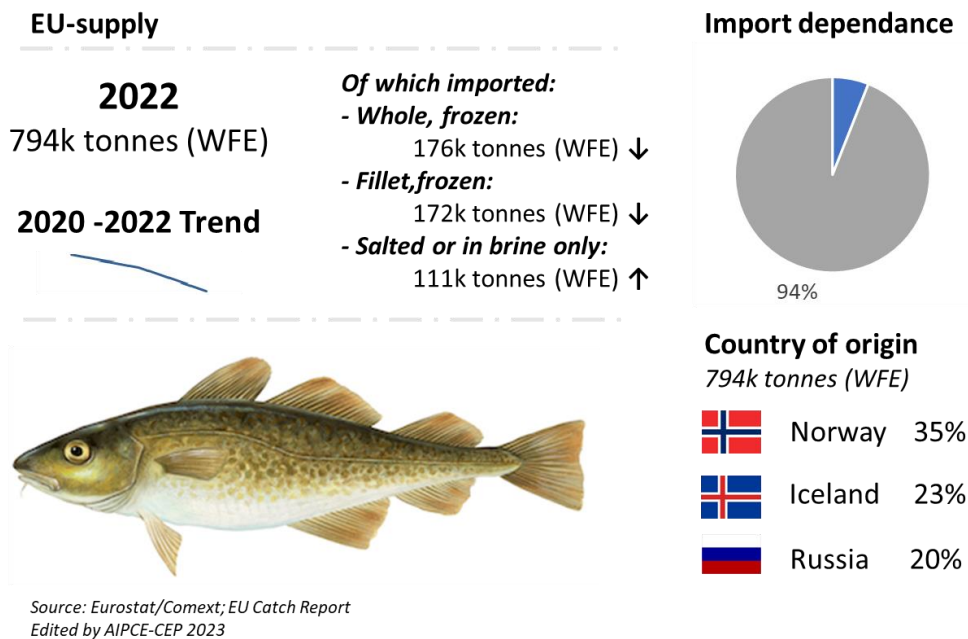 EU-supply
2022
794k tonnes (WFE)
2020 -2022 Trend
Of which imported:
- Whole, frozen:
176k tonnes (WFE) ↓
- Fillet,frozen:
172k tonnes (WFE) ↓
- Salted or in brine only:
111k tonnes (WFE) ↑
Import dependance
94%
Country of origin
794k tonnes (WFE)
Norway 35%
Iceland 23%
Russia 20%
Source: Eurostat/Comext; EU Catch Report
Edited by AIPCE-CEP 2023